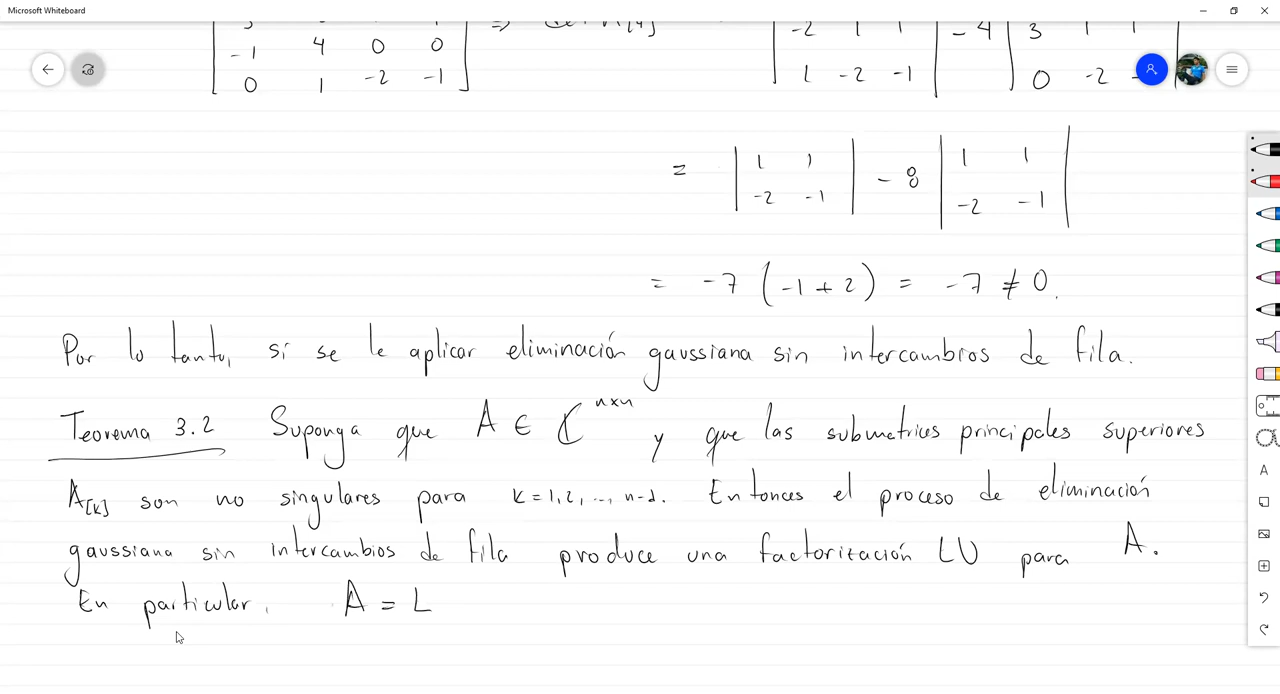 Microsoft Whiteboard
-1 4 0 0
0 1 -2 -1
-2 1 1
1 -2 -1
- 4
3 1 1
0 -2
= | 1 1 | - 8 | 1 1 |
-2 -1 -2 -1
= -7 (-1 + 2) = -7 ≠ 0.
Por lo tanto, si se le aplicar eliminación gaussiana sin intercambios de fila.
Teorema 3.2 Suponga que A ∈ ℂ^{n×n} y que las submatrices principales superiores
A[k] son no singulares para k = 1, 2, ..., n-1. Entonces el proceso de eliminación
gaussiana sin intercambios de fila produce una factorización LU para A.
En particular, A = L
A